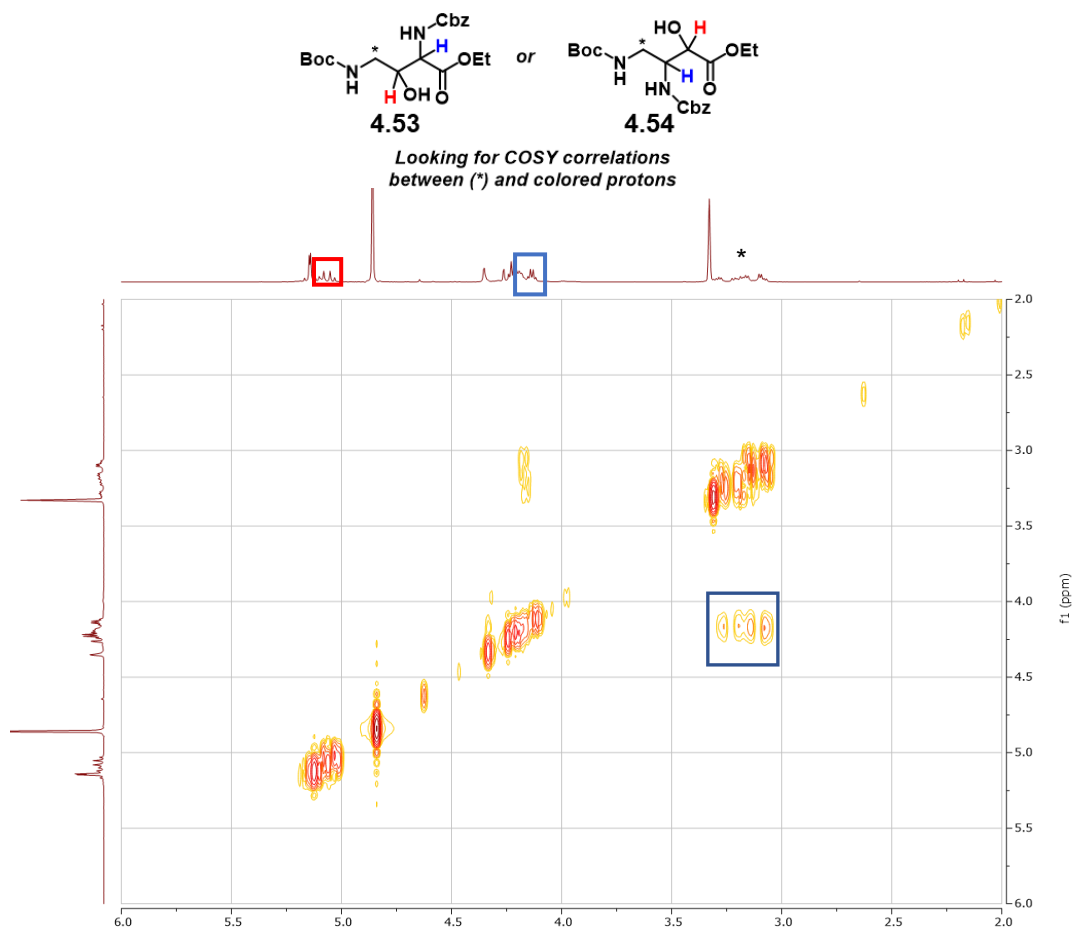 Cbz
HN
*
H
BocN
H
OEt
H OH O
or
HO H
*
OEt
BocN
H
H O
HN
Cbz
4.53
4.54
Looking for COSY correlations
between (*) and colored protons
*
2.0
2.5
3.0
3.5
4.0
4.5
5.0
5.5
6.0
f1 (ppm)
6.0 5.5 5.0 4.5 4.0 3.5 3.0 2.5 2.0